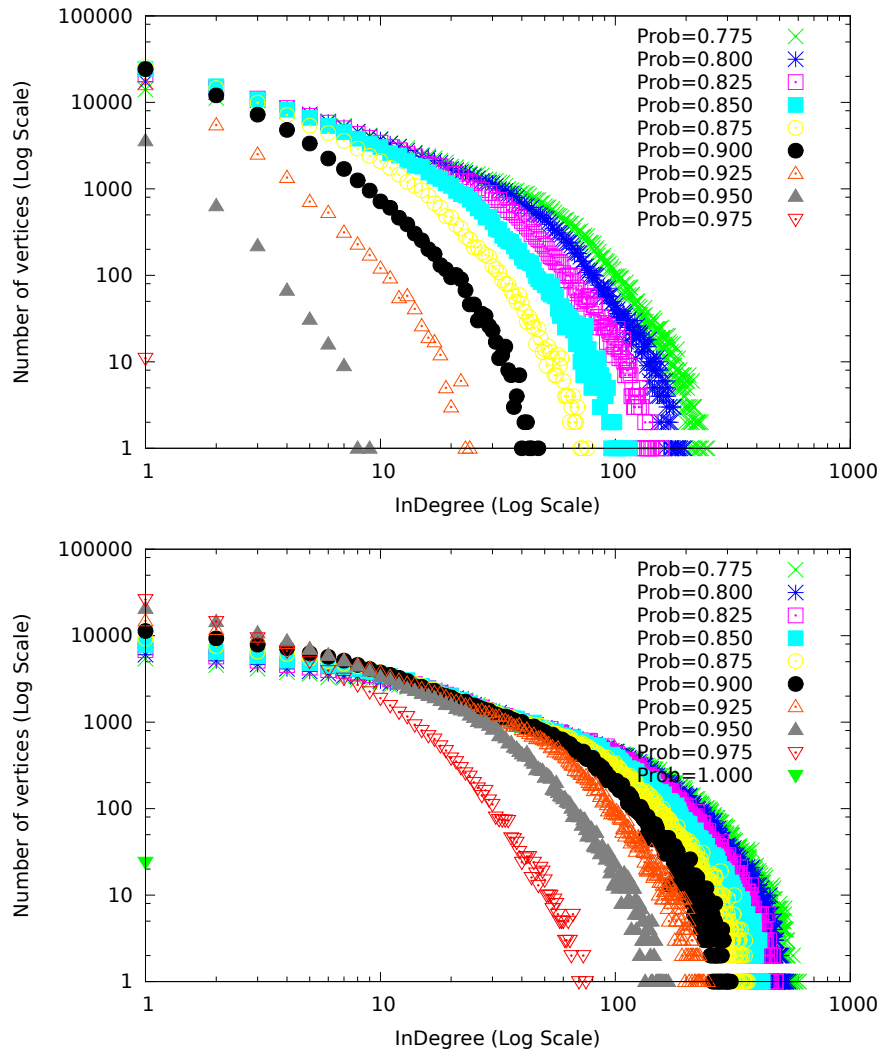 100000
10000
1000
100
10
1
1
10
100
1000
Number of vertices (Log Scale)
InDegree (Log Scale)
Prob=0.775
Prob=0.800
Prob=0.825
Prob=0.850
Prob=0.875
Prob=0.900
Prob=0.925
Prob=0.950
Prob=0.975
100000
10000
1000
100
10
1
1
10
100
1000
Number of vertices (Log Scale)
InDegree (Log Scale)
Prob=0.775
Prob=0.800
Prob=0.825
Prob=0.850
Prob=0.875
Prob=0.900
Prob=0.925
Prob=0.950
Prob=0.975
Prob=1.000